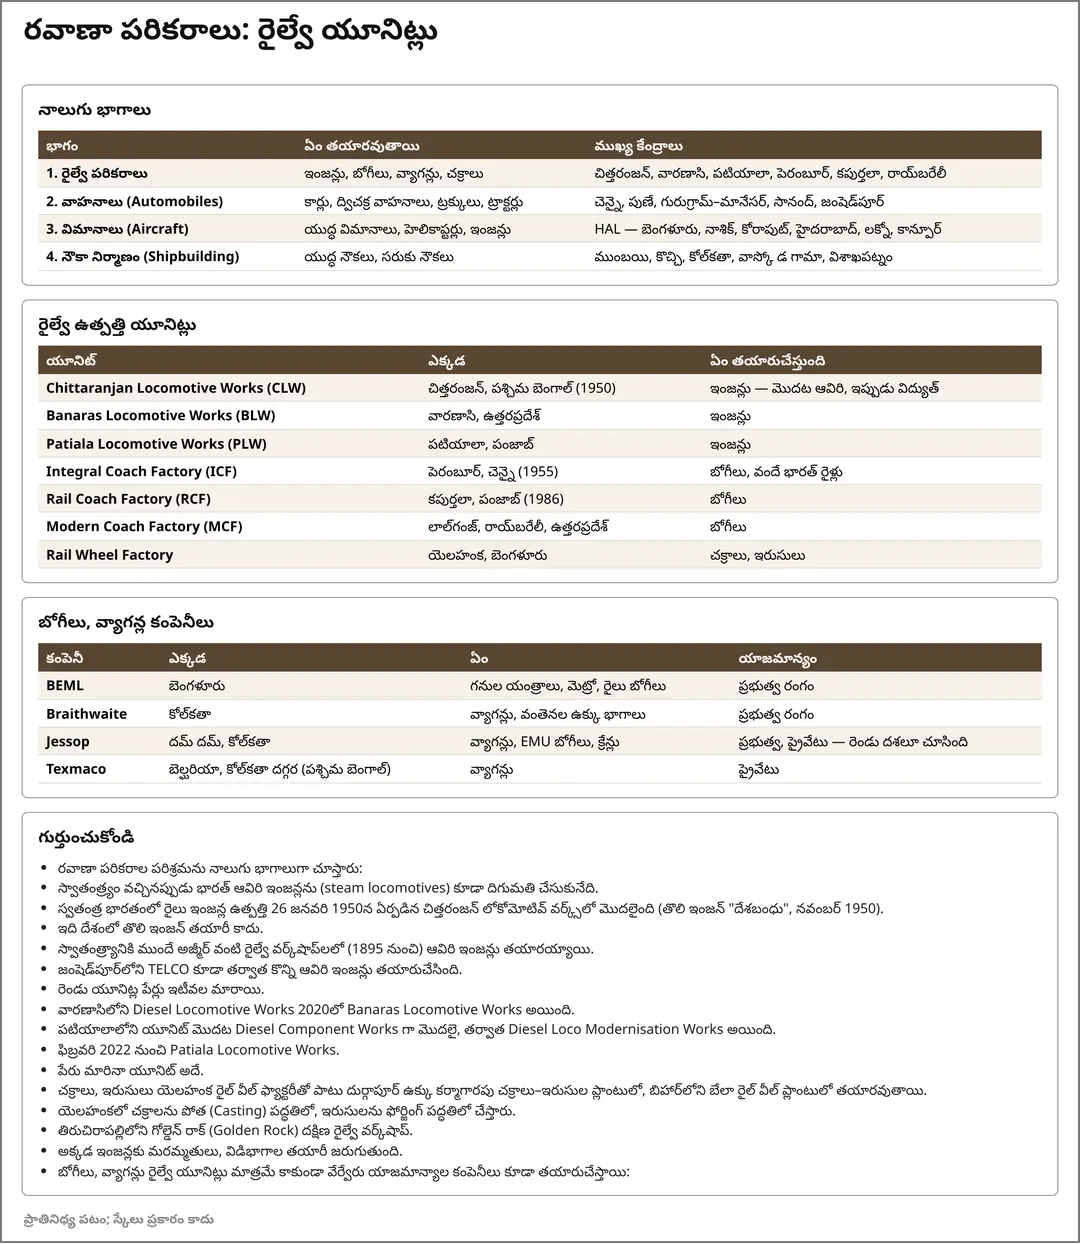 రవాణా పరికరాలు: రైల్వే యూనిట్లు
నాలుగు భాగాలు
భాగం ఏం తయారవుతాయి ముఖ్య కేంద్రాలు
1. రైల్వే పరికరాలు ఇంజన్లు, బోగీలు, వ్యాగన్లు, చక్రాలు చిత్తరంజన్, వారణాసి, పటియాలా, పెరంబూర్, కపుర్తలా, రాయ్‌బరేలీ
2. వాహనాలు (Automobiles) కార్లు, ద్విచక్ర వాహనాలు, ట్రక్కులు, ట్రాక్టర్లు చెన్నై, పుణే, గురుగ్రామ్–మానేసర్, సానంద్, జంషెడ్‌పూర్
3. విమానాలు (Aircraft) యుద్ధ విమానాలు, హెలికాప్టర్లు, ఇంజన్లు HAL — బెంగళూరు, నాశిక్, కోరాపుట్, హైదరాబాద్, లక్నో, కాన్పూర్
4. నౌకా నిర్మాణం (Shipbuilding) యుద్ధ నౌకలు, సరుకు నౌకలు ముంబయి, కొచ్చి, కోల్‌కతా, వాస్కో డ గామా, విశాఖపట్నం
రైల్వే ఉత్పత్తి యూనిట్లు
యూనిట్ ఎక్కడ ఏం తయారుచేస్తుంది
Chittaranjan Locomotive Works (CLW) చిత్తరంజన్, పశ్చిమ బెంగాల్ (1950) ఇంజన్లు — మొదట ఆవిరి, ఇప్పుడు విద్యుత్
Banaras Locomotive Works (BLW) వారణాసి, ఉత్తరప్రదేశ్ ఇంజన్లు
Patiala Locomotive Works (PLW) పటియాలా, పంజాబ్ ఇంజన్లు
Integral Coach Factory (ICF) పెరంబూర్, చెన్నై (1955) బోగీలు, వందే భారత్ రైళ్లు
Rail Coach Factory (RCF) కపుర్తలా, పంజాబ్ (1986) బోగీలు
Modern Coach Factory (MCF) లాల్‌గంజ్, రాయ్‌బరేలీ, ఉత్తరప్రదేశ్ బోగీలు
Rail Wheel Factory యెలహంక, బెంగళూరు చక్రాలు, ఇరుసులు
బోగీలు, వ్యాగన్ల కంపెనీలు
కంపెనీ ఎక్కడ ఏం యాజమాన్యం
BEML బెంగళూరు గనుల యంత్రాలు, మెట్రో, రైలు బోగీలు ప్రభుత్వ రంగం
Braithwaite కోల్‌కతా వ్యాగన్లు, వంతెనల ఉక్కు భాగాలు ప్రభుత్వ రంగం
Jessop దమ్ దమ్, కోల్‌కతా వ్యాగన్లు, EMU బోగీలు, క్రేన్లు ప్రభుత్వ, ప్రైవేటు — రెండు దశలూ చూసింది
Texmaco బెల్ఘరియా, కోల్‌కతా దగ్గర (పశ్చిమ బెంగాల్) వ్యాగన్లు ప్రైవేటు
గుర్తుంచుకోండి
• రవాణా పరికరాల పరిశ్రమను నాలుగు భాగాలుగా చూస్తారు:
• స్వాతంత్ర్యం వచ్చినప్పుడు భారత్ ఆవిరి ఇంజన్లను (steam locomotives) కూడా దిగుమతి చేసుకునేది.
• స్వతంత్ర భారతంలో రైలు ఇంజన్ల ఉత్పత్తి 26 జనవరి 1950న ఏర్పడిన చిత్తరంజన్ లోకోమోటివ్ వర్క్స్‌లో మొదలైంది (తొలి ఇంజన్ "దేశబంధు", నవంబర్ 1950).
• ఇది దేశంలో తొలి ఇంజన్ తయారీ కాదు.
• స్వాతంత్ర్యానికి ముందే అజ్మీర్ వంటి రైల్వే వర్క్‌షాప్‌లలో (1895 నుంచి) ఆవిరి ఇంజన్లు తయారయ్యాయి.
• జంషెడ్‌పూర్‌లోని TELCO కూడా తర్వాత కొన్ని ఆవిరి ఇంజన్లు తయారుచేసింది.
• రెండు యూనిట్ల పేర్లు ఇటీవల మారాయి.
• వారణాసిలోని Diesel Locomotive Works 2020లో Banaras Locomotive Works అయింది.
• పటియాలాలోని యూనిట్ మొదట Diesel Component Works గా మొదలై, తర్వాత Diesel Loco Modernisation Works అయింది.
• ఫిబ్రవరి 2022 నుంచి Patiala Locomotive Works.
• పేరు మారినా యూనిట్ అదే.
• చక్రాలు, ఇరుసులు యెలహంక రైల్ వీల్ ఫ్యాక్టరీతో పాటు దుర్గాపూర్ ఉక్కు కర్మాగారపు చక్రాలు–ఇరుసుల ప్లాంటులో, బిహార్‌లోని బేలా రైల్ వీల్ ప్లాంటులో తయారవుతాయి.
• యెలహంకలో చక్రాలను పోత (Casting) పద్ధతిలో, ఇరుసులను ఫోర్జింగ్ పద్ధతిలో చేస్తారు.
• తిరుచిరాపల్లిలోని గోల్డెన్ రాక్ (Golden Rock) దక్షిణ రైల్వే వర్క్‌షాప్.
• అక్కడ ఇంజన్లకు మరమ్మతులు, విడిభాగాల తయారీ జరుగుతుంది.
• బోగీలు, వ్యాగన్లు రైల్వే యూనిట్లు మాత్రమే కాకుండా వేర్వేరు యాజమాన్యాల కంపెనీలు కూడా తయారుచేస్తాయి:
ప్రాతినిధ్య పటం; స్కేలు ప్రకారం కాదు